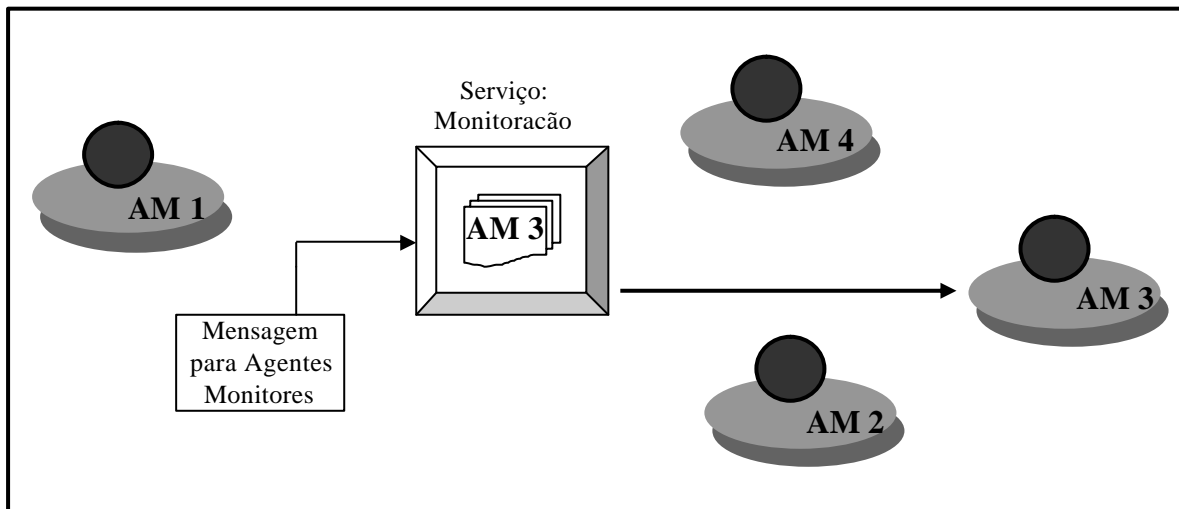 Serviço:
Monitoracão
AM 4
AM 1
AM 3
AM 3
Mensagem
para Agentes
Monitores
AM 2